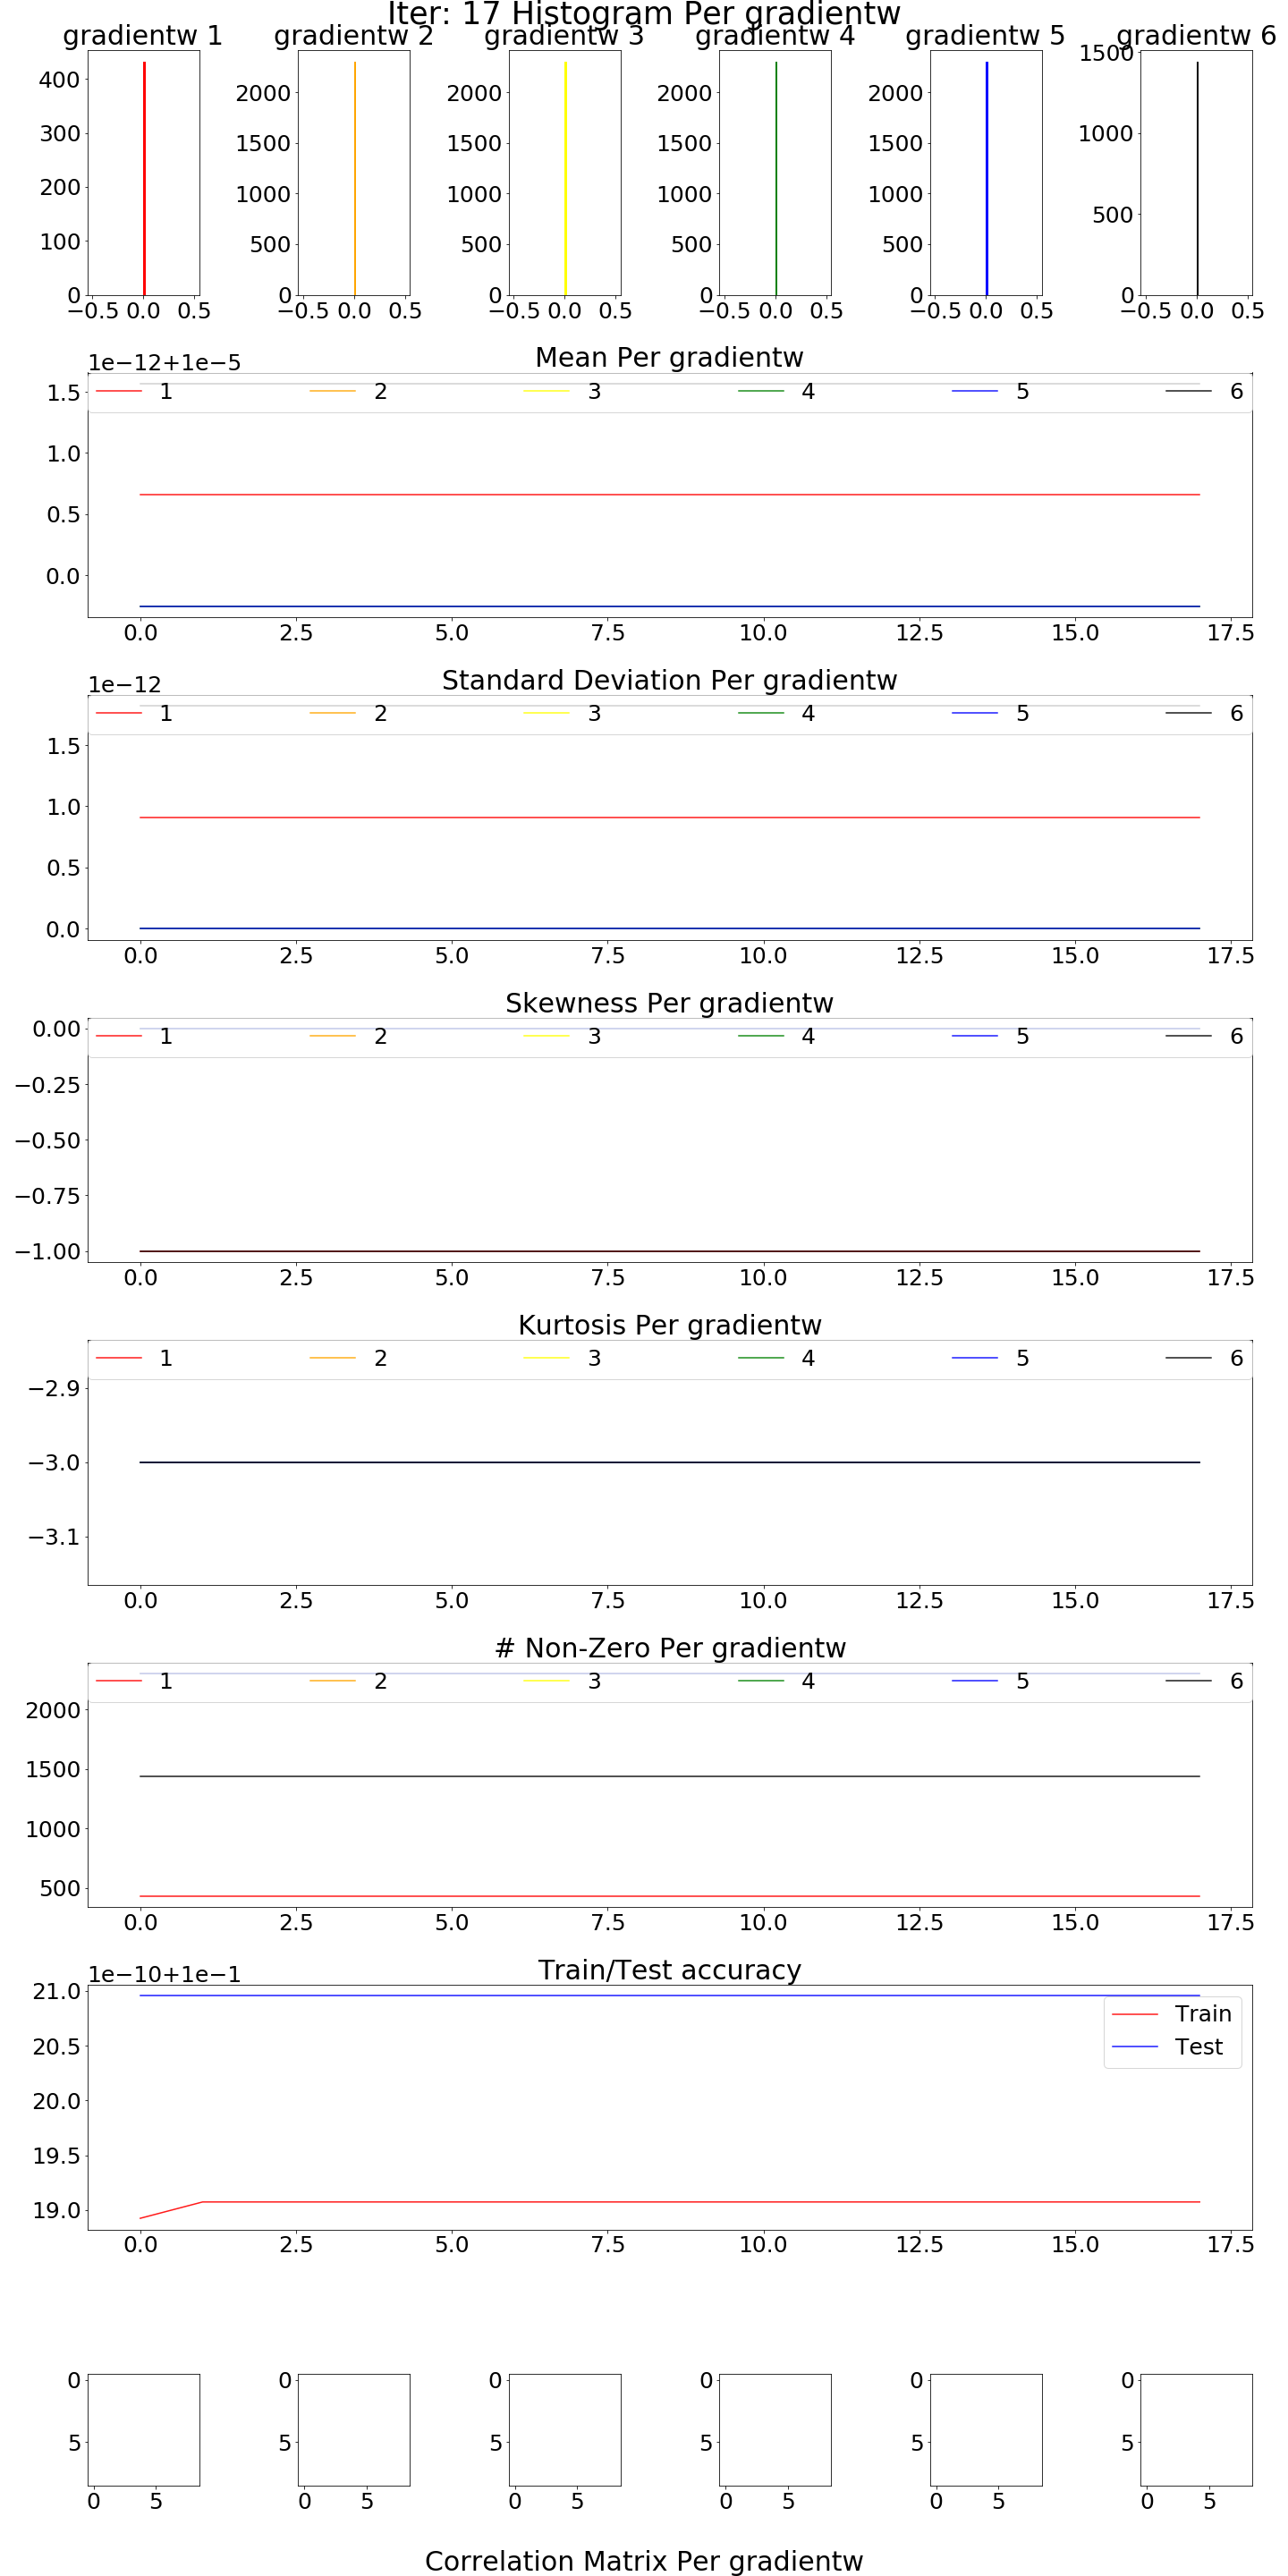 Iter: 17 Histogram Per gradientw
gradientw 1 gradientw 2 gradientw 3 gradientw 4 gradientw 5 gradientw 6
400 2000 2000 2000 2000 1500
300 1500 1500 1500 1500 1000
200 1000 1000 1000 1000 500
100 500 500 500 500
0 0 0 0 0 0
−0.5 0.0 0.5 −0.5 0.0 0.5 −0.5 0.0 0.5 −0.5 0.0 0.5 −0.5 0.0 0.5 −0.5 0.0 0.5
Mean Per gradientw
1e−12+1e−5
1 2 3 4 5 6
1.5
1.0
0.5
0.0
0.0 2.5 5.0 7.5 10.0 12.5 15.0 17.5
Standard Deviation Per gradientw
1e−12
1 2 3 4 5 6
1.5
1.0
0.5
0.0
0.0 2.5 5.0 7.5 10.0 12.5 15.0 17.5
Skewness Per gradientw
0.00
1 2 3 4 5 6
−0.25
−0.50
−0.75
−1.00
0.0 2.5 5.0 7.5 10.0 12.5 15.0 17.5
Kurtosis Per gradientw
1 2 3 4 5 6
−2.9
−3.0
−3.1
0.0 2.5 5.0 7.5 10.0 12.5 15.0 17.5
# Non-Zero Per gradientw
1 2 3 4 5 6
2000
1500
1000
500
0.0 2.5 5.0 7.5 10.0 12.5 15.0 17.5
Train/Test accuracy
1e−10+1e−1
21.0
Train
Test
20.5
20.0
19.5
19.0
0.0 2.5 5.0 7.5 10.0 12.5 15.0 17.5
0 0 0 0 0 0
5 5 5 5 5 5
0 5 0 5 0 5 0 5 0 5 0 5
Correlation Matrix Per gradientw